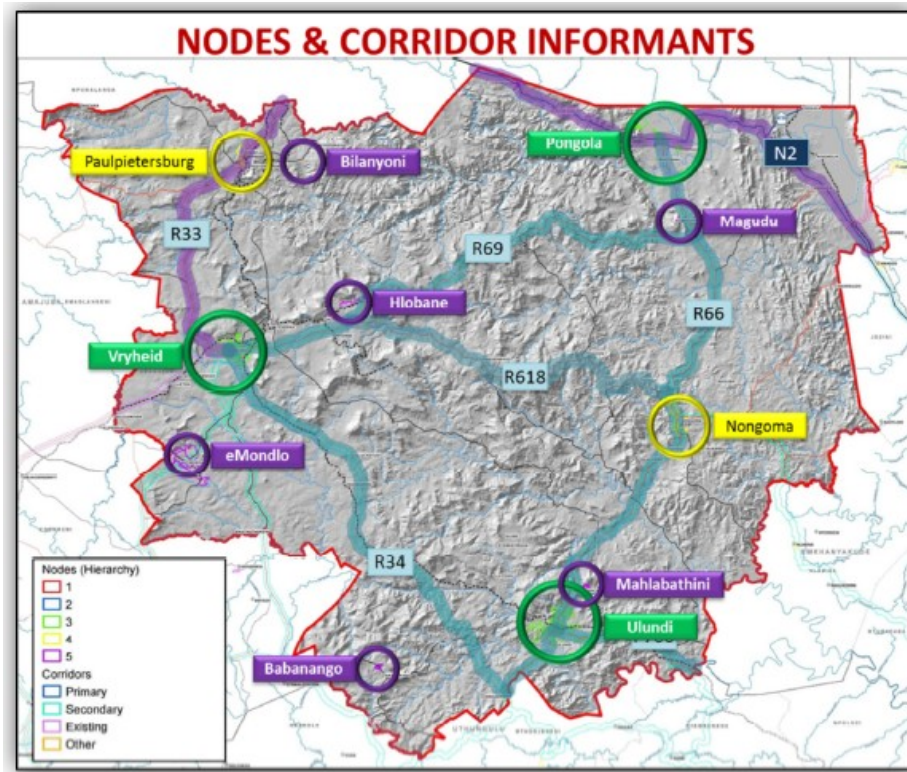 NODES & CORRIDOR INFORMANTS
Pongola
Paulpietersburg
Bilanyoni
N2
Magudu
R33
R69
Hlobane
R66
Vryheid
R618
Nongoma
eMondlo
R34
Mahlabathini
Ulundi
Babanango
Nodes (Hierarchy)
1
2
3
4
5
Corridors
Primary
Secondary
Existing
Other